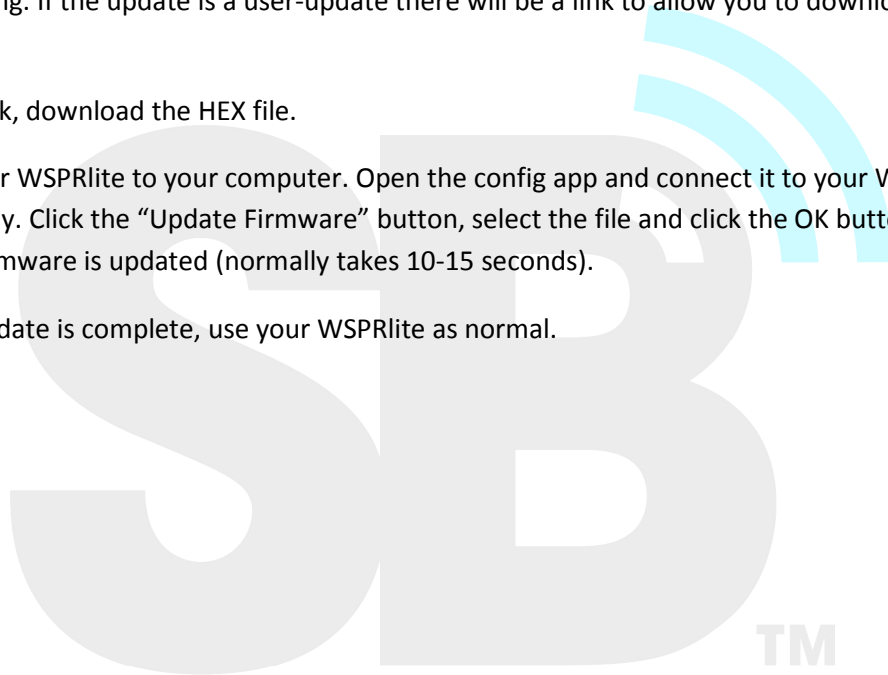 ng. If the update is a user-update there will be a link to allow you to downlo
k, download the HEX file.
r WSPRlite to your computer. Open the config app and connect it to your W
y. Click the “Update Firmware” button, select the file and click the OK butto
mware is updated (normally takes 10-15 seconds).
date is complete, use your WSPRlite as normal.
SB
TM